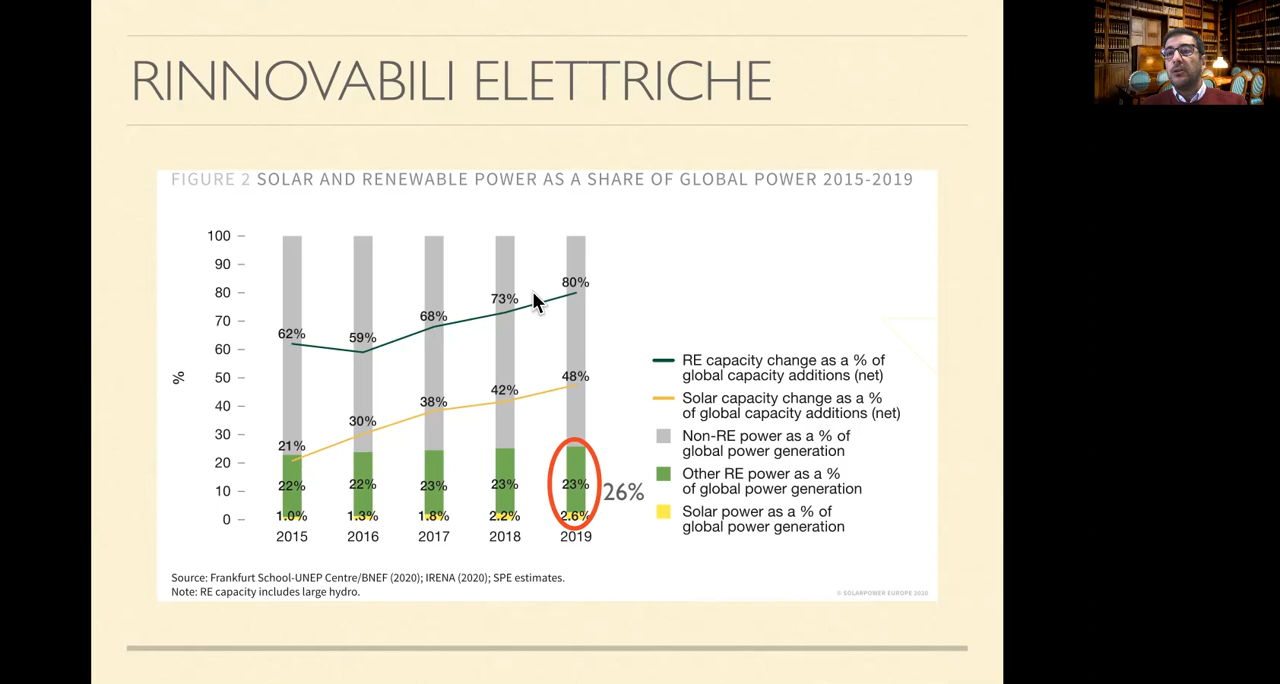 RINNOVABILI ELETTRICHE
FIGURE 2 SOLAR AND RENEWABLE POWER AS A SHARE OF GLOBAL POWER 2015-2019
%
100
90
80
70
60
50
40
30
20
10
0
62%
59%
68%
73%
80%
21%
30%
38%
42%
48%
22%
22%
23%
23%
23%
26%
1.0%
1.3%
1.8%
2.2%
2.6%
2015
2016
2017
2018
2019
RE capacity change as a % of
global capacity additions (net)
Solar capacity change as a %
of global capacity additions (net)
Non-RE power as a % of
global power generation
Other RE power as a %
of global power generation
Solar power as a % of
global power generation
Source: Frankfurt School-UNEP Centre/BNEF (2020); IRENA (2020); SPE estimates.
Note: RE capacity includes large hydro.
© SOLARPOWER EUROPE 2020